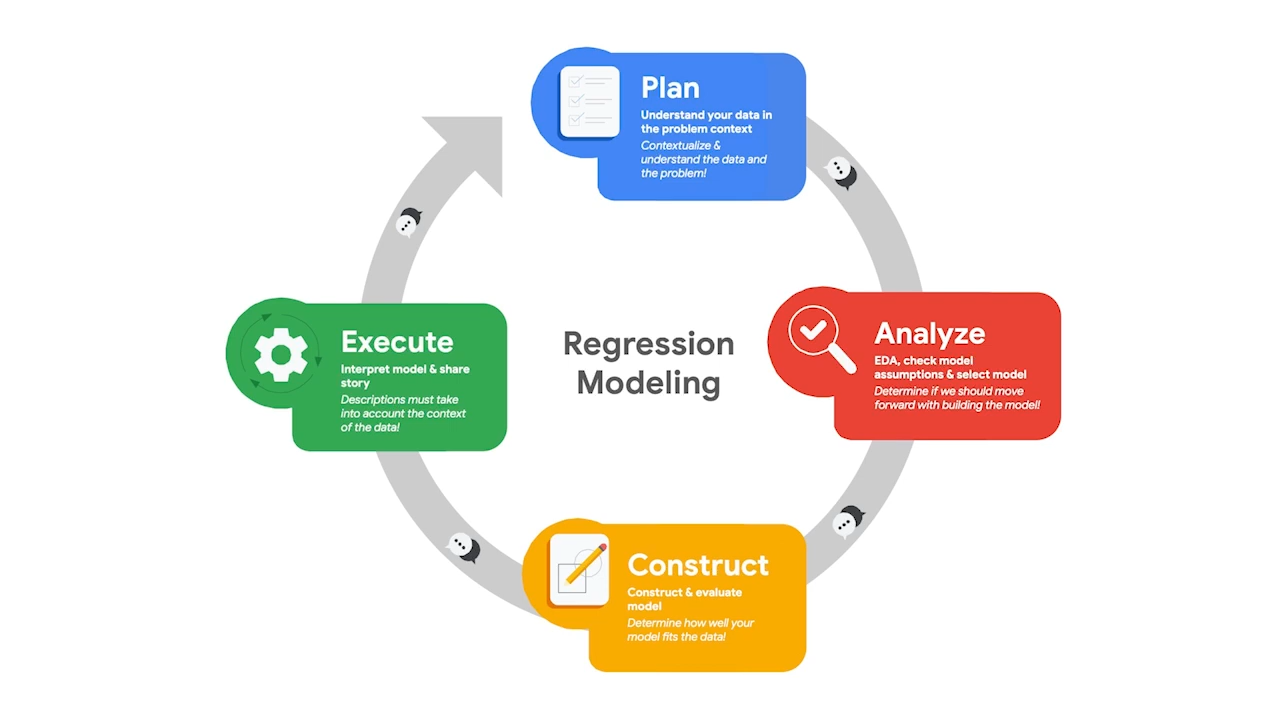 Plan
Understand your data in
the problem context
Contextualize &
understand the data and
the problem!
Analyze
EDA, check model
assumptions & select model
Determine if we should move
forward with building the model!
Construct
Construct & evaluate
model
Determine how well your
model fits the data!
Execute
Interpret model & share
story
Descriptions must take
into account the context
of the data!
Regression
Modeling